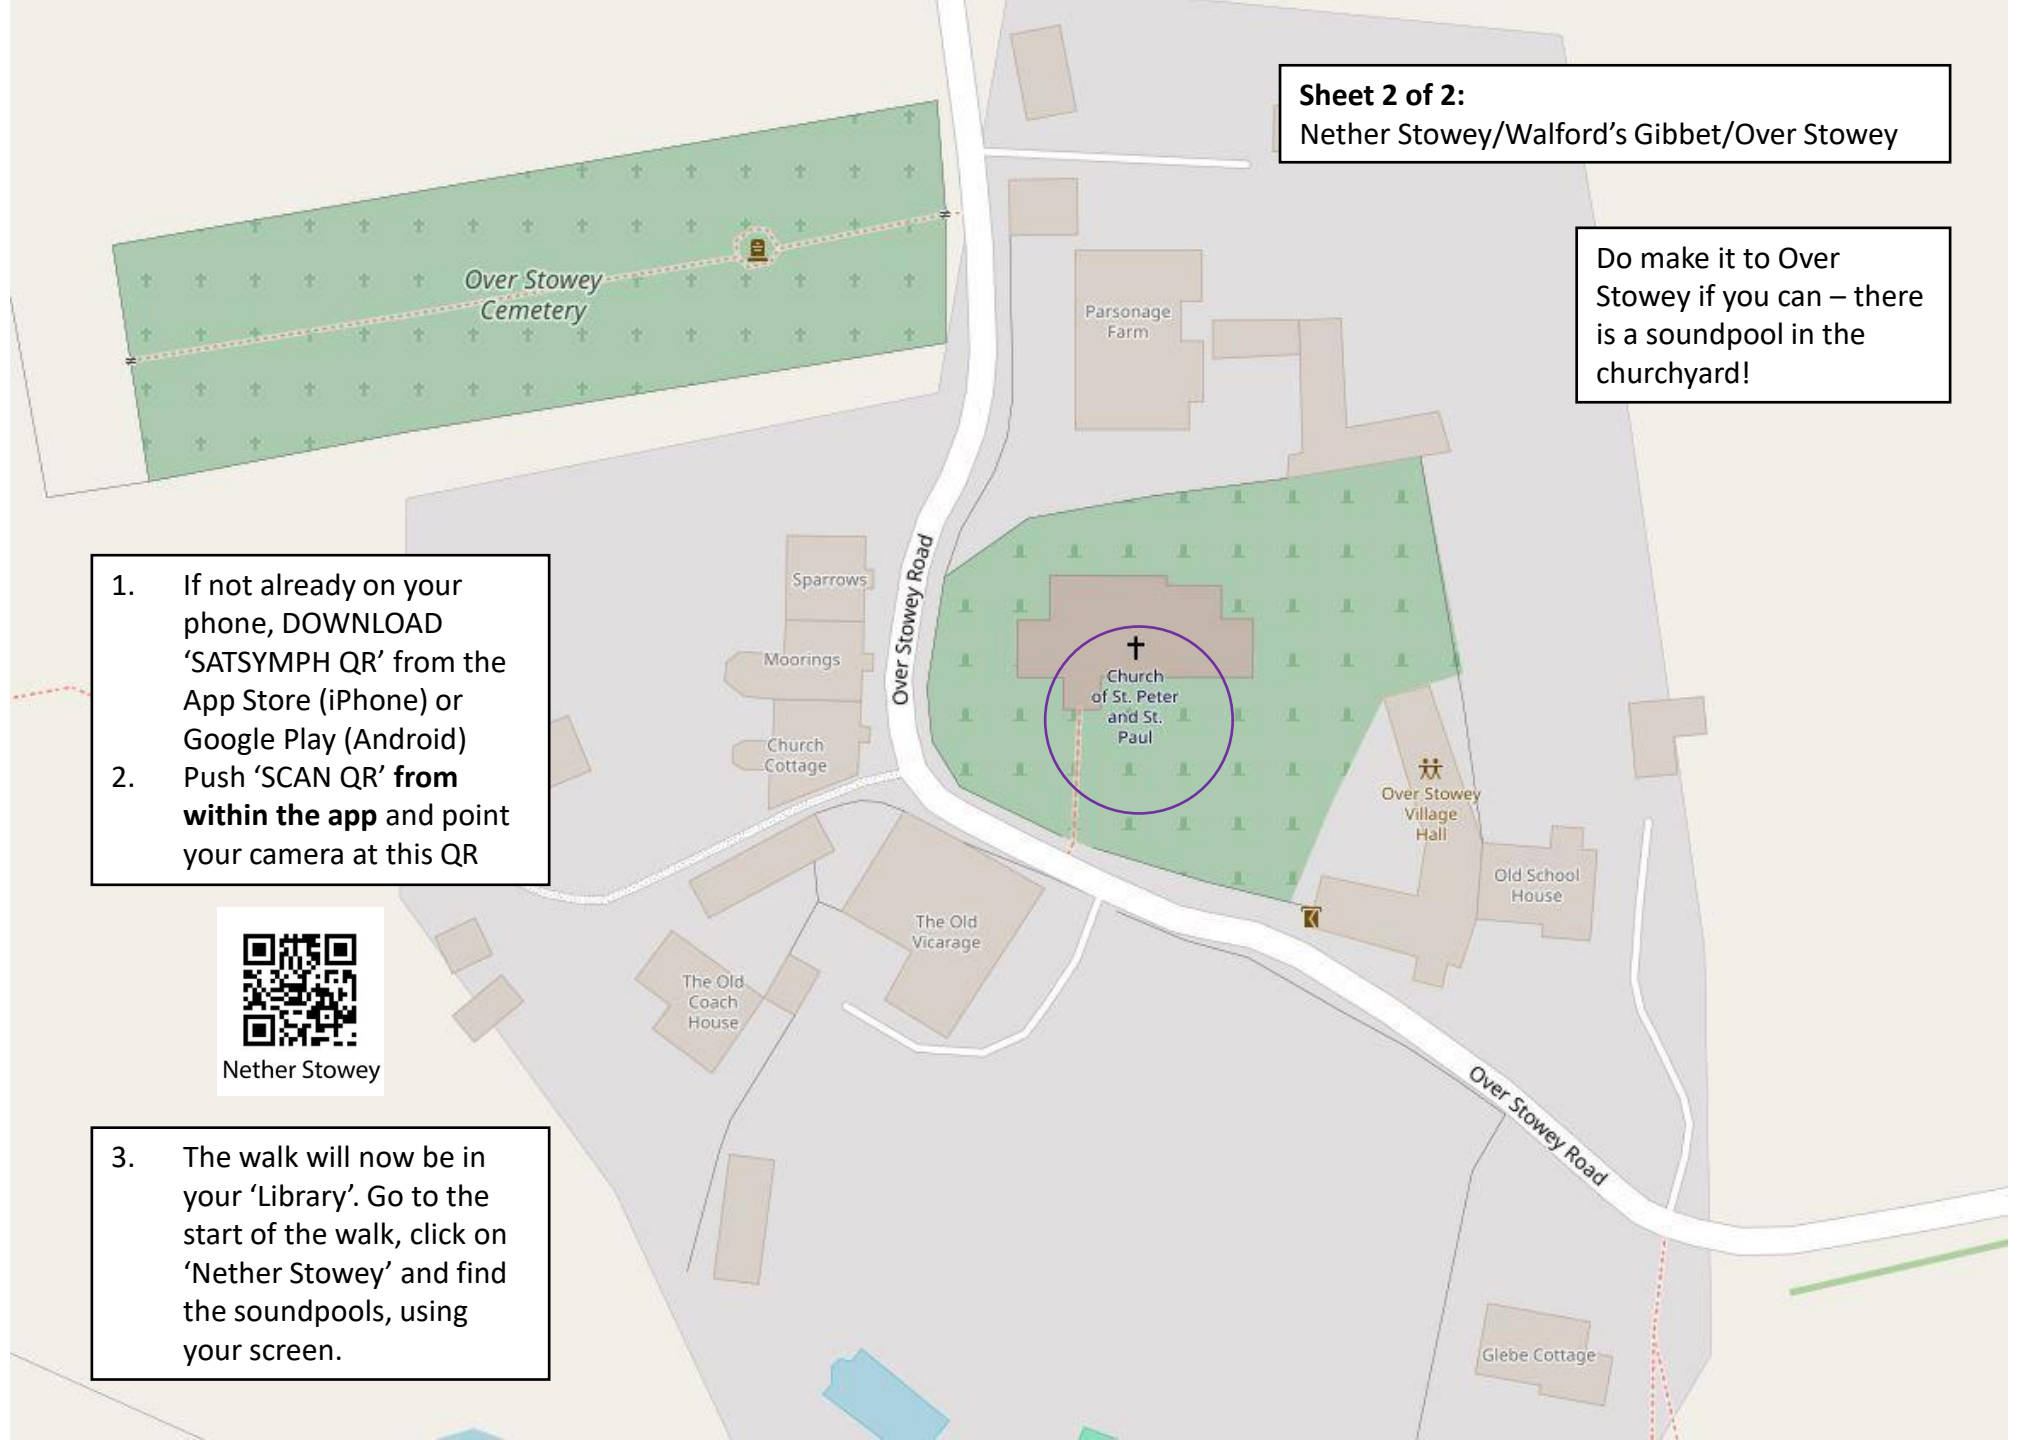 Sheet 2 of 2:
Nether Stowey/Walford’s Gibbet/Over Stowey
Do make it to Over
Stowey if you can – there
is a soundpool in the
churchyard!
Over Stowey
Cemetery
Parsonage
Farm
1. If not already on your
phone, DOWNLOAD
‘SATSYMPH QR’ from the
App Store (iPhone) or
Google Play (Android)
2. Push ‘SCAN QR’ from
within the app and point
your camera at this QR
Sparrows
Moorings
Church
Cottage
Over Stowey Road
Church
of St. Peter
and St.
Paul
Over Stowey
Village
Hall
Old School
House
The Old
Vicarage
The Old
Coach
House
Nether Stowey
3. The walk will now be in
your ‘Library’. Go to the
start of the walk, click on
‘Nether Stowey’ and find
the soundpools, using
your screen.
Over Stowey Road
Glebe Cottage